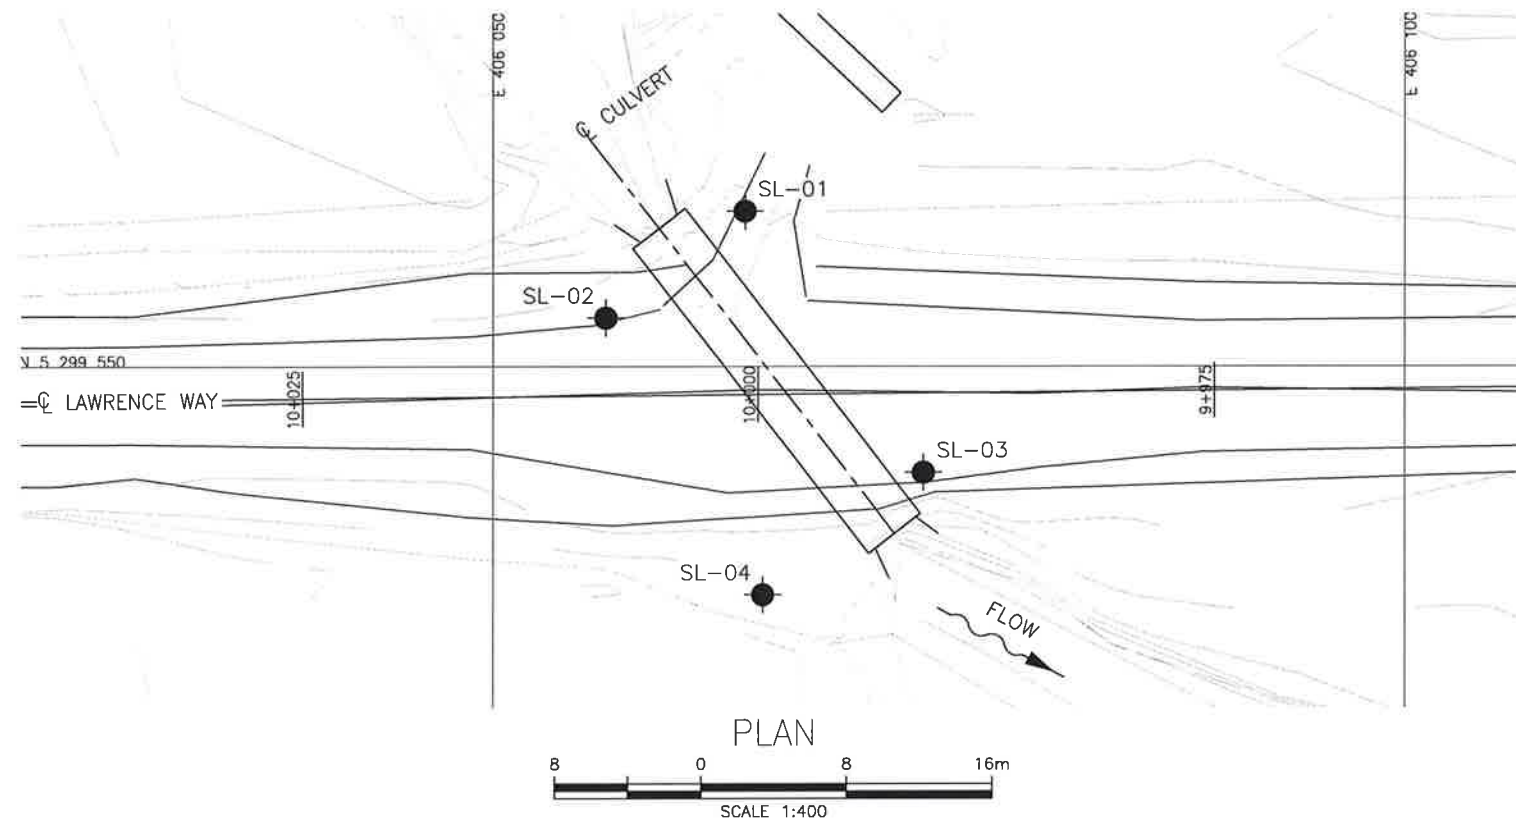 E 406 050
E 406 100
℄ CULVERT
SL-01
SL-02
N 5 299 550
10+025
10+000
9+975
℄ LAWRENCE WAY
SL-03
SL-04
FLOW
PLAN
8 0 8 16m
SCALE 1:400